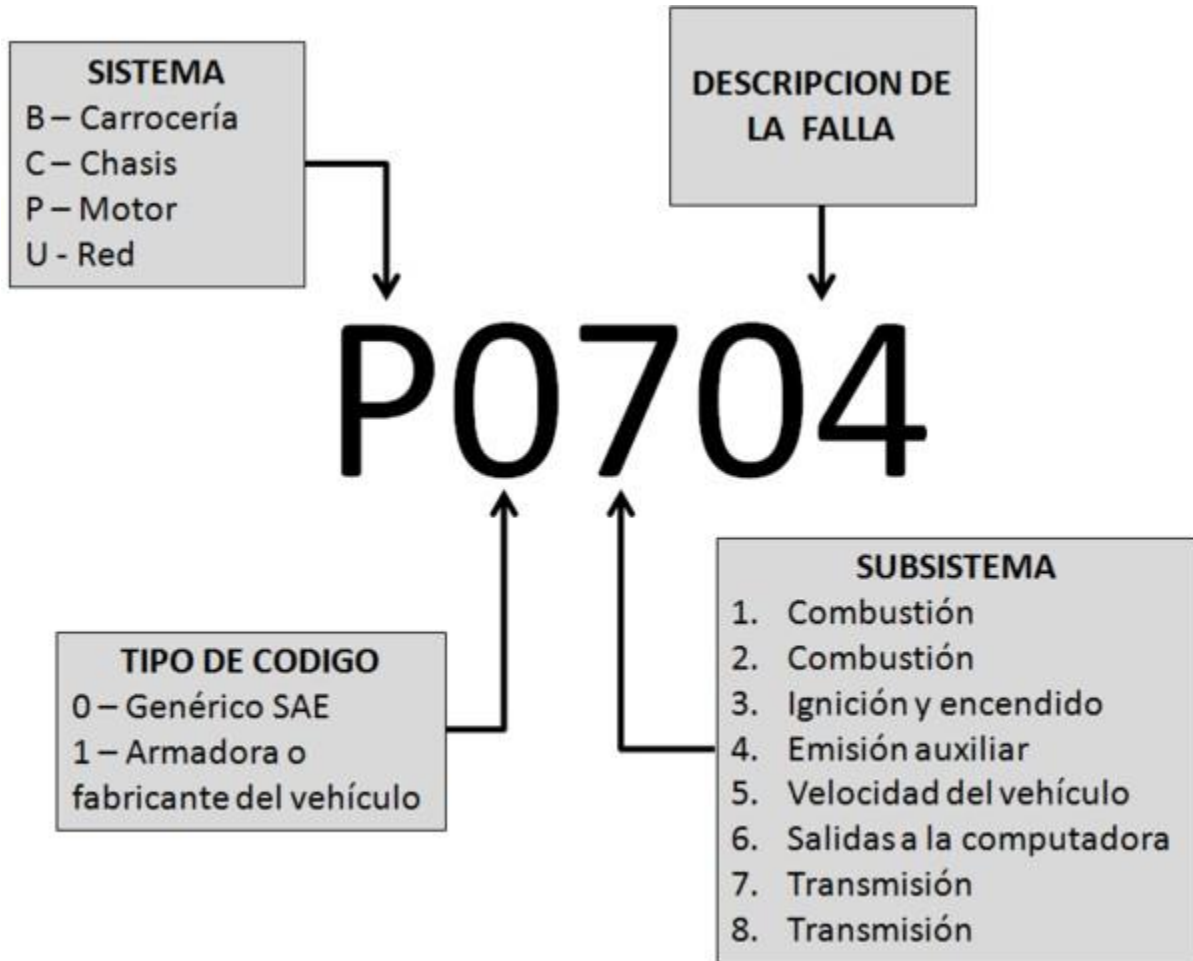 SISTEMA
B – Carrocería
C – Chasis
P – Motor
U - Red
DESCRIPCION DE
LA FALLA
P0704
TIPO DE CODIGO
0 – Genérico SAE
1 – Armadora o
fabricante del vehículo
SUBSISTEMA
1. Combustión
2. Combustión
3. Ignición y encendido
4. Emisión auxiliar
5. Velocidad del vehículo
6. Salidas a la computadora
7. Transmisión
8. Transmisión